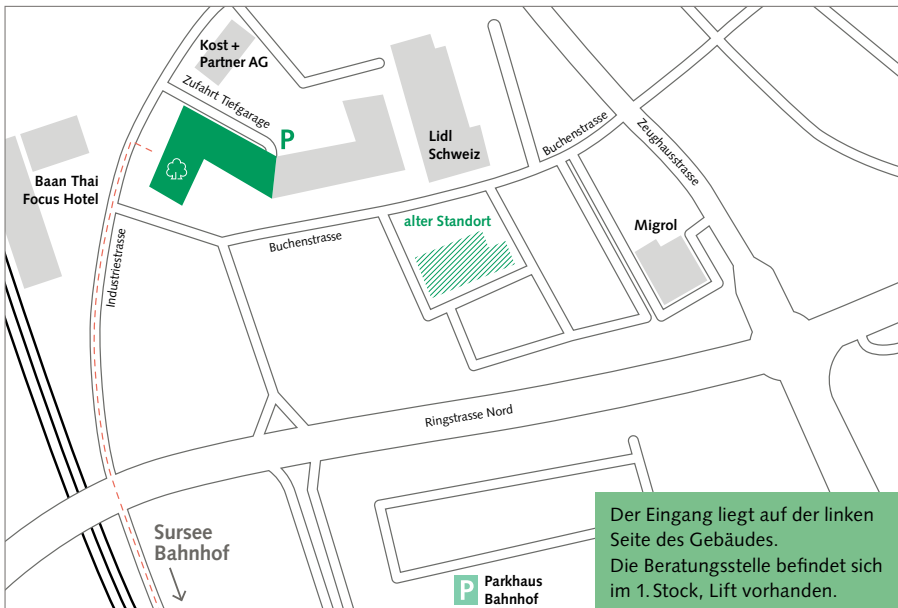 Kost +
Partner AG
Zufahrt Tiefgarage
P
Lidl
Schweiz
Buchenstrasse
Zeughausstrasse
Baan Thai
Focus Hotel
alter Standort
Migrol
Buchenstrasse
Industriestrasse
Ringstrasse Nord
Sursee
Bahnhof
P Parkhaus
Bahnhof
Der Eingang liegt auf der linken
Seite des Gebäudes.
Die Beratungsstelle befindet sich
im 1. Stock, Lift vorhanden.